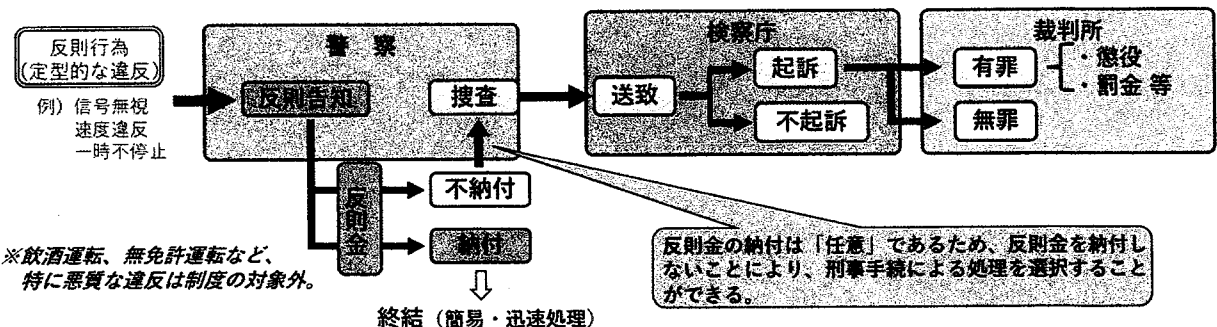 反則行為
(定型的な違反)
例）信号無視
速度違反
一時不停止
警 察
反則告知
捜査
反則金
不納付
納付
終結（簡易・迅速処理）
検察庁
送致
起訴
不起訴
裁判所
有罪
・懲役
・罰金 等
無罪
反則金の納付は「任意」であるため、反則金を納付し
ないことにより、刑事手続による処理を選択すること
ができる。
※飲酒運転、無免許運転など、
特に悪質な違反は制度の対象外。